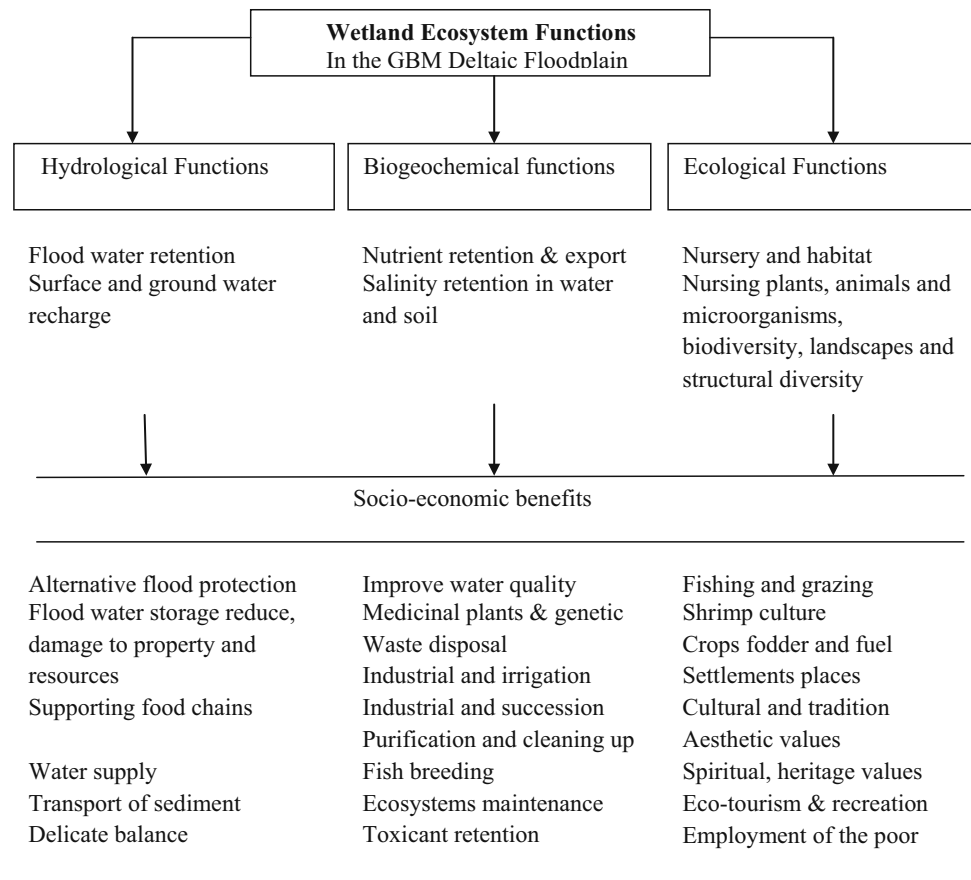 Wetland Ecosystem Functions
In the GBM Deltaic Floodplain
Hydrological Functions
Biogeochemical functions
Ecological Functions
Flood water retention
Surface and ground water
recharge
Nutrient retention & export
Salinity retention in water
and soil
Nursery and habitat
Nursing plants, animals and
microorganisms,
biodiversity, landscapes and
structural diversity
Socio-economic benefits
Alternative flood protection
Flood water storage reduce,
damage to property and
resources
Supporting food chains
Water supply
Transport of sediment
Delicate balance
Improve water quality
Medicinal plants & genetic
Waste disposal
Industrial and irrigation
Industrial and succession
Purification and cleaning up
Fish breeding
Ecosystems maintenance
Toxicant retention
Fishing and grazing
Shrimp culture
Crops fodder and fuel
Settlements places
Cultural and tradition
Aesthetic values
Spiritual, heritage values
Eco-tourism & recreation
Employment of the poor